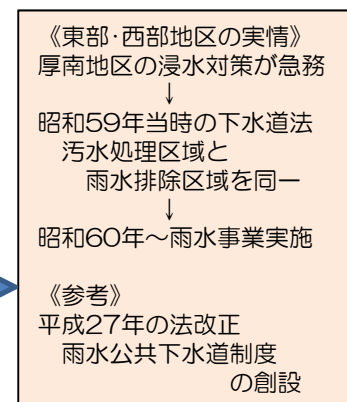 《東部･西部地区の実情》
厚南地区の浸水対策が急務
↓
昭和59年当時の下水道法
汚水処理区域と
雨水排除区域を同一
↓
昭和60年～雨水事業実施
《参考》
平成27年の法改正
雨水公共下水道制度
の創設